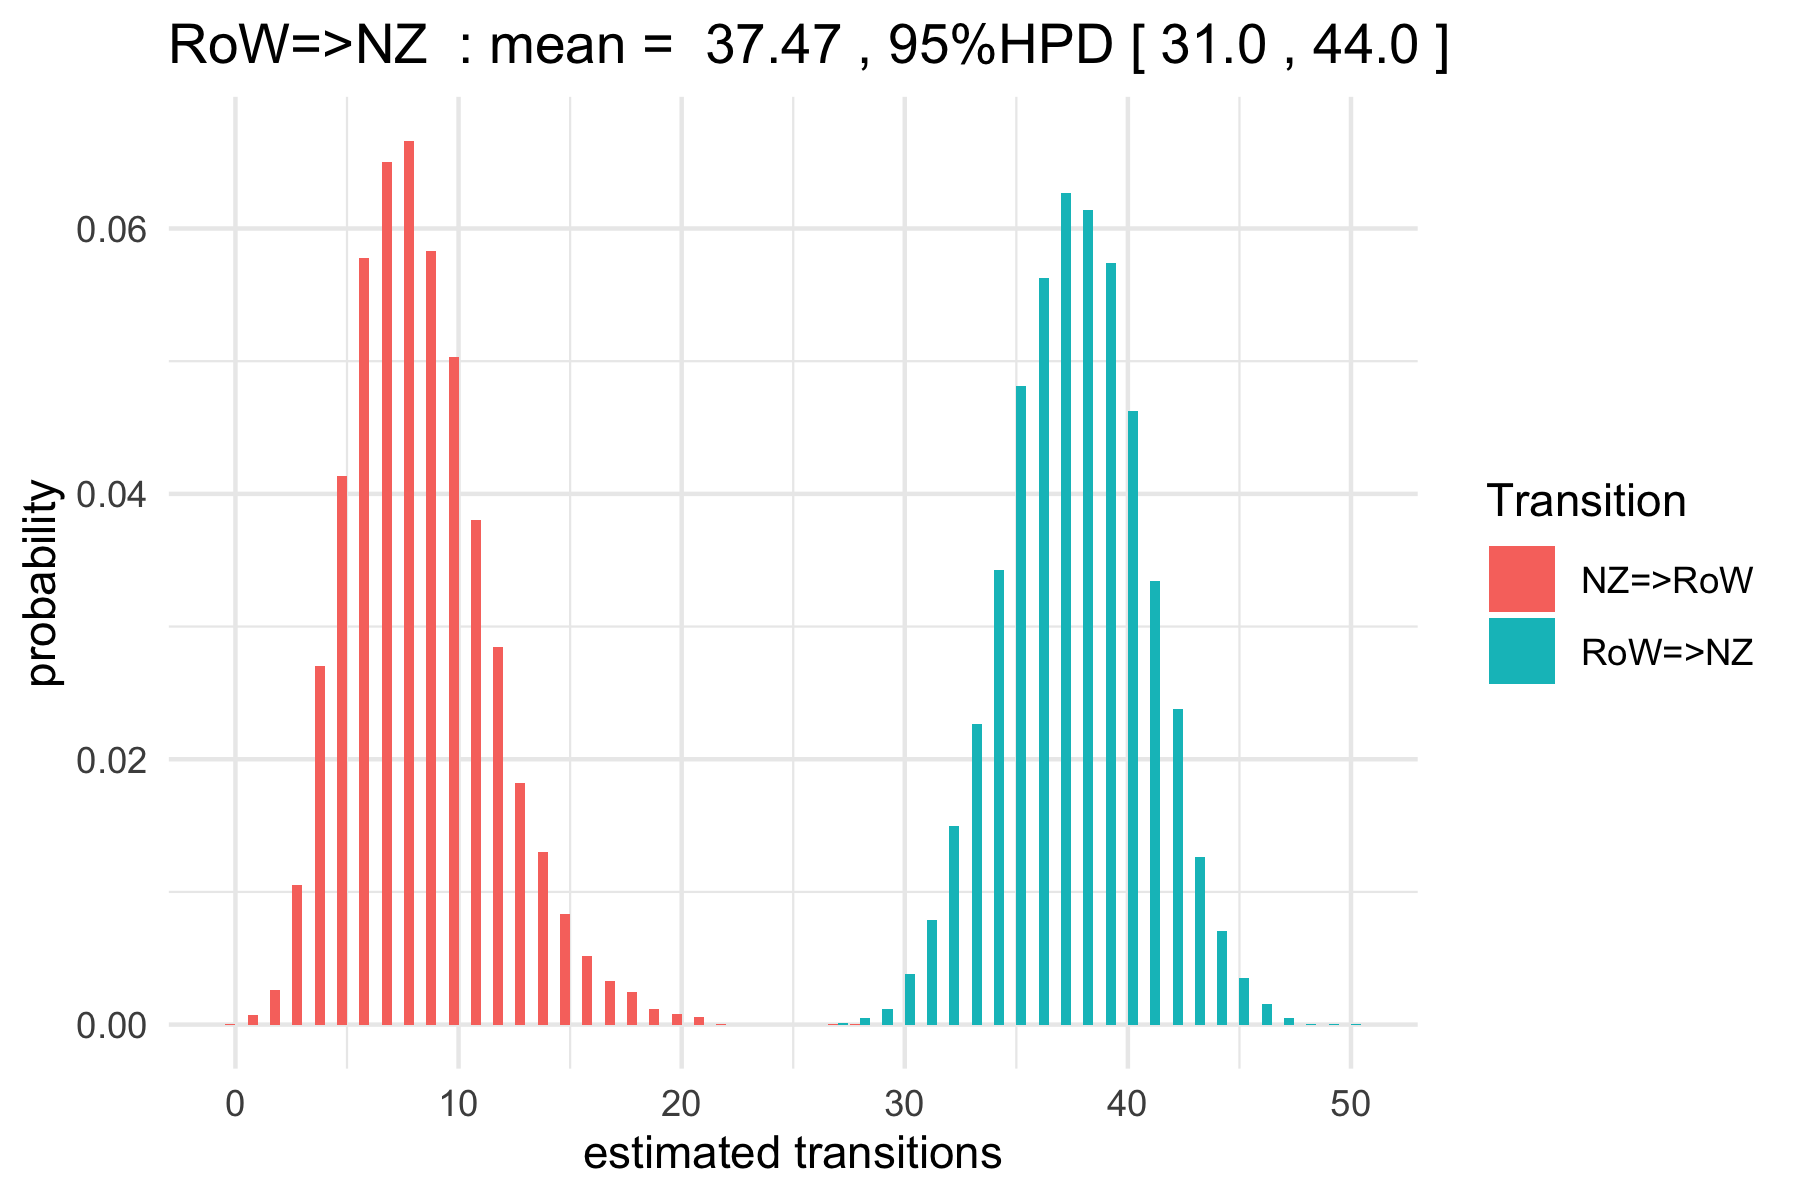 RoW=>NZ : mean = 37.47 , 95%HPD [ 31.0 , 44.0 ]
probability
0.06
0.04
0.02
0.00
0 10 20 30 40 50
estimated transitions
Transition
NZ=>RoW
RoW=>NZ